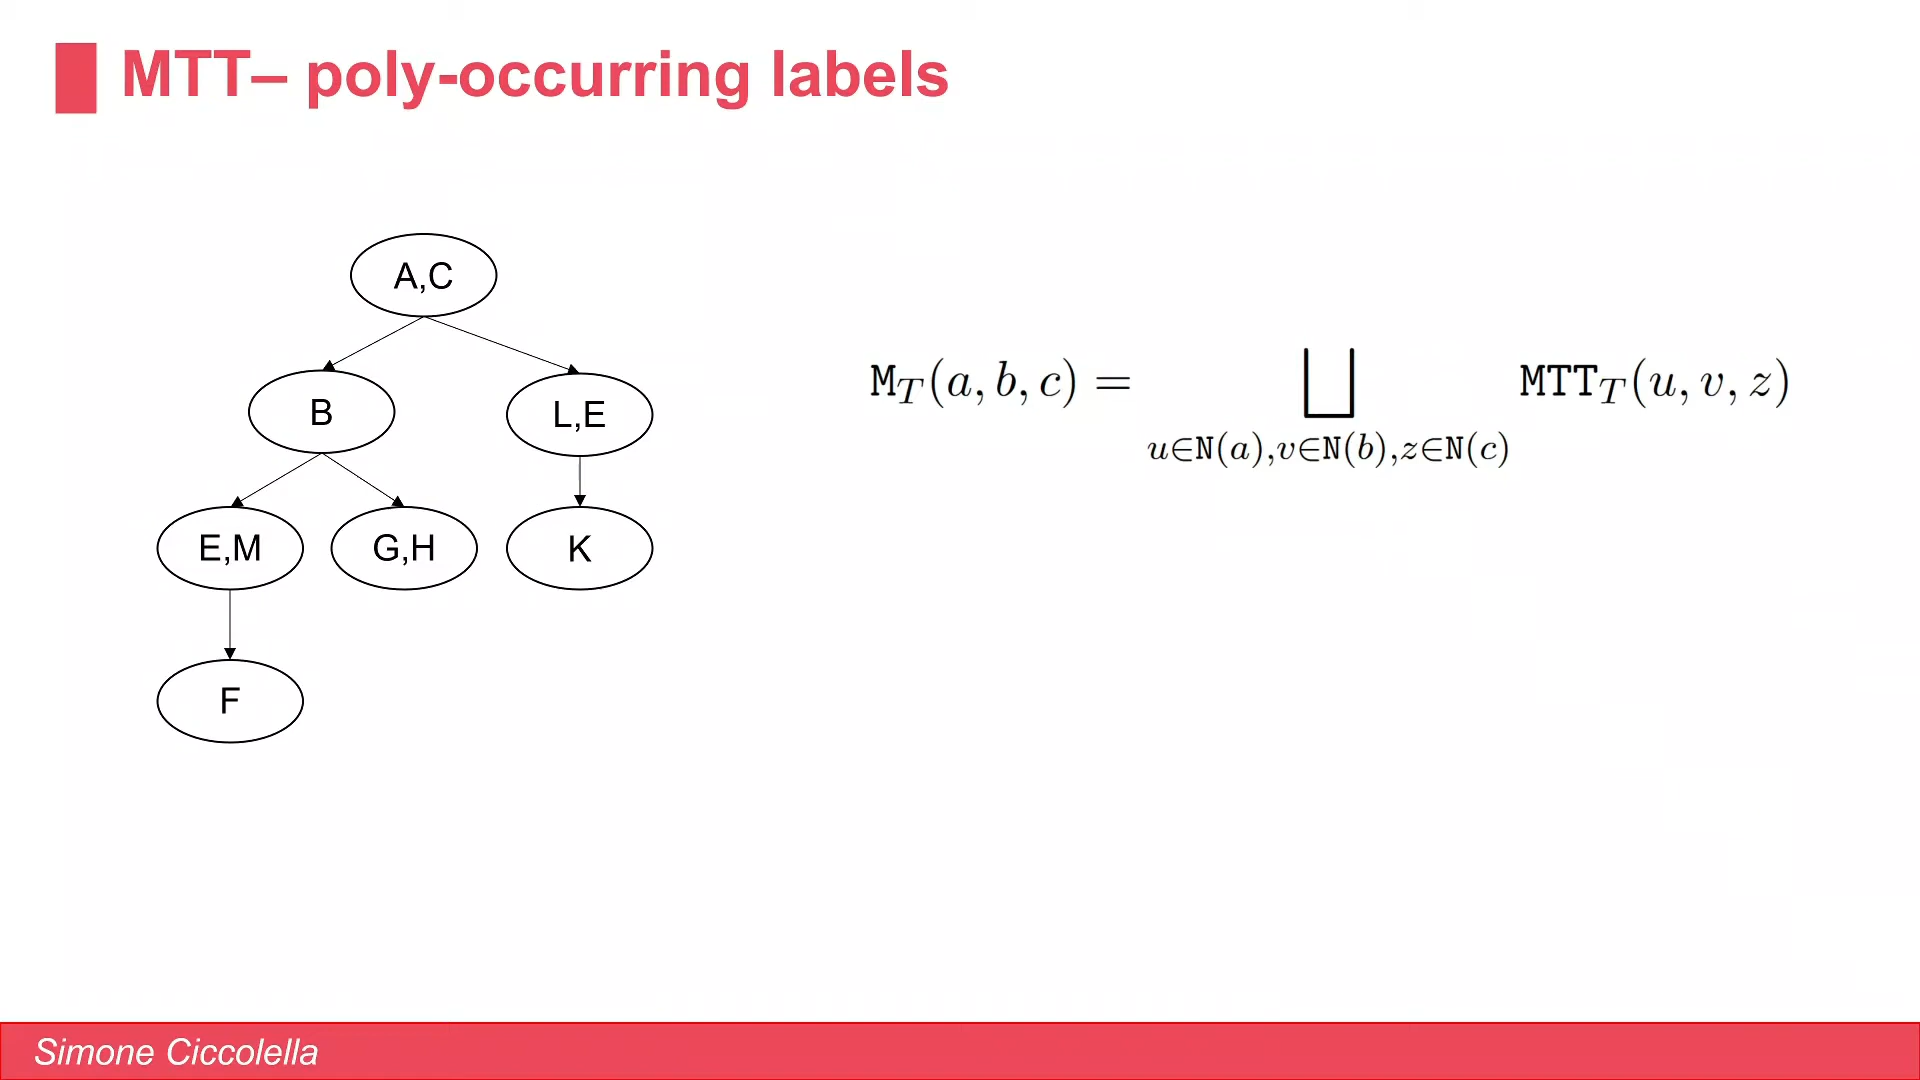 MTT– poly-occurring labels
A,C
B
L,E
E,M
G,H
K
F
M_T(a, b, c) = ⨆_{u∈N(a),v∈N(b),z∈N(c)} MTT_T(u, v, z)
Simone Ciccolella